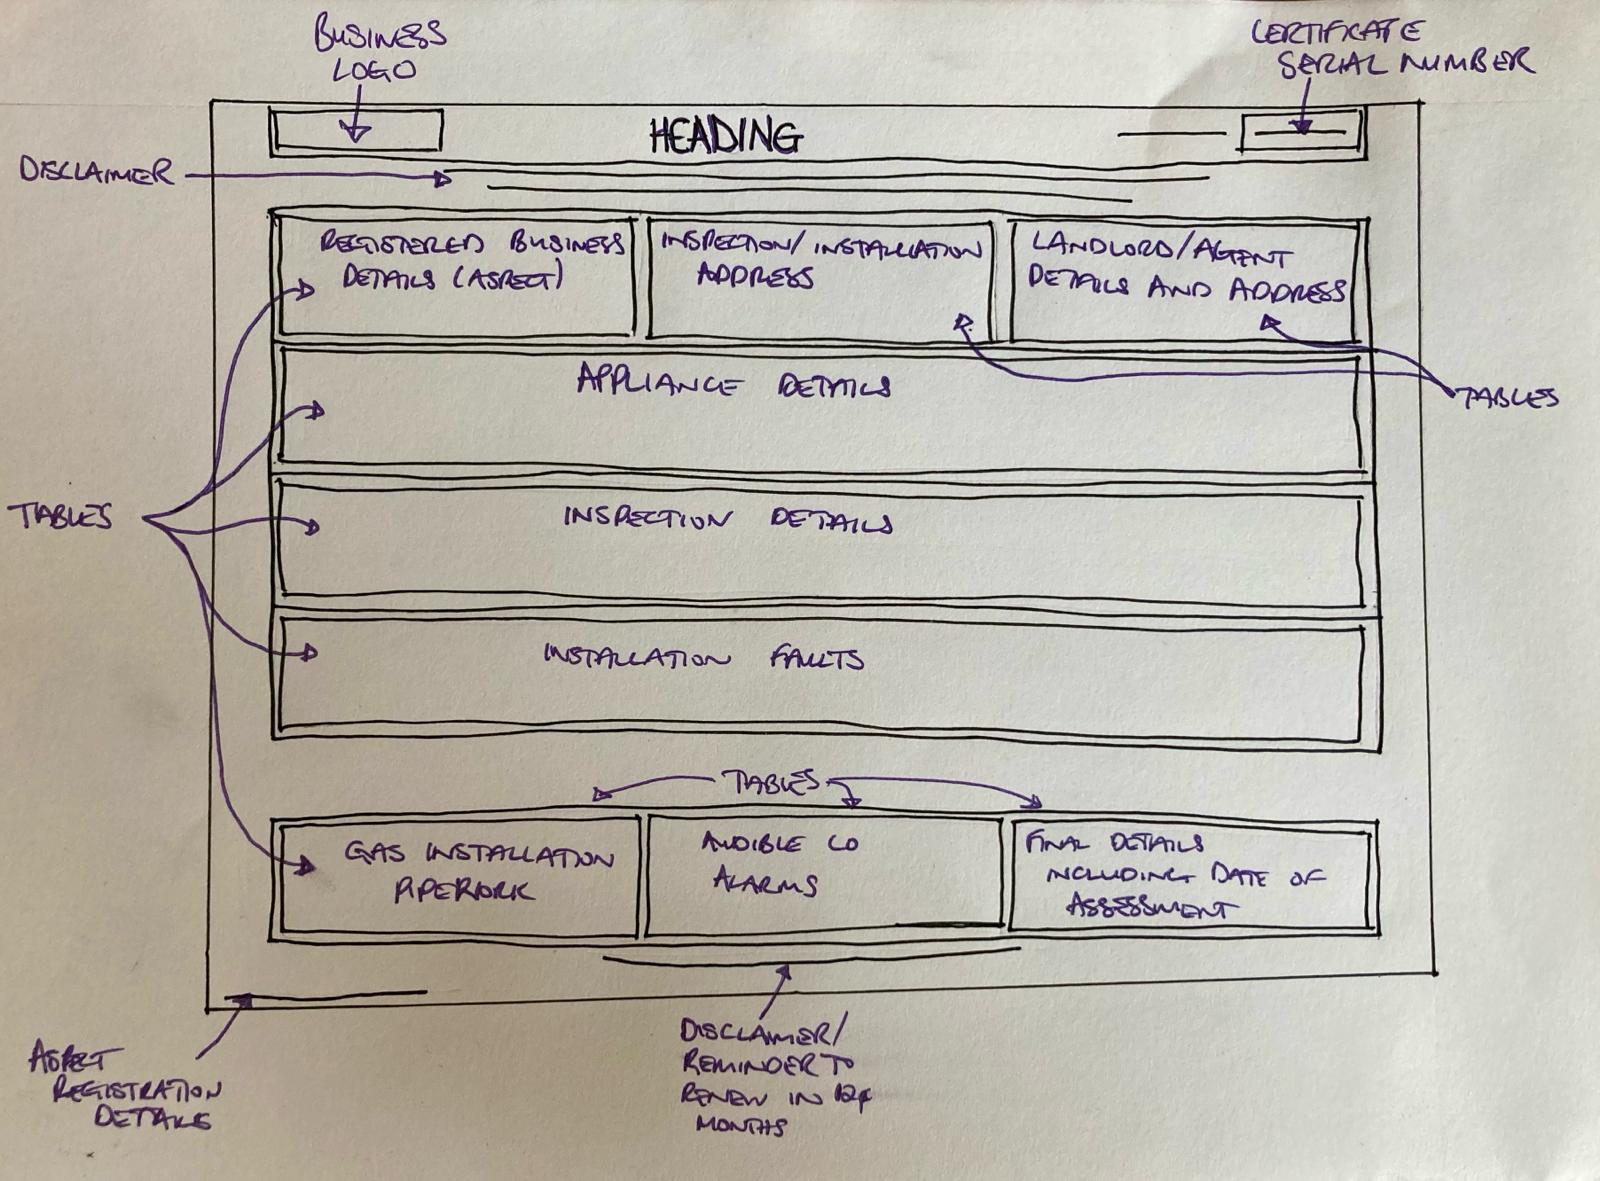 BUSINESS
LOGO
CERTIFICATE
SERIAL NUMBER
HEADING
DISCLAIMER
REGISTERED BUSINESS
DETAILS (ASPECT)
INSPECTION/INSTALLATION
ADDRESS
LANDLORD/AGENT
DETAILS AND ADDRESS
APPLIANCE DETAILS
TABLES
TABLES
INSPECTION DETAILS
INSTALLATION FAULTS
TABLES
GAS INSTALLATION
PIPEWORK
AUDIBLE CO
ALARMS
FINAL DETAILS
INCLUDING DATE OF
ASSESSMENT
ASPECT
REGISTRATION
DETAILS
DISCLAIMER/
REMINDER TO
RENEW IN
MONTHS